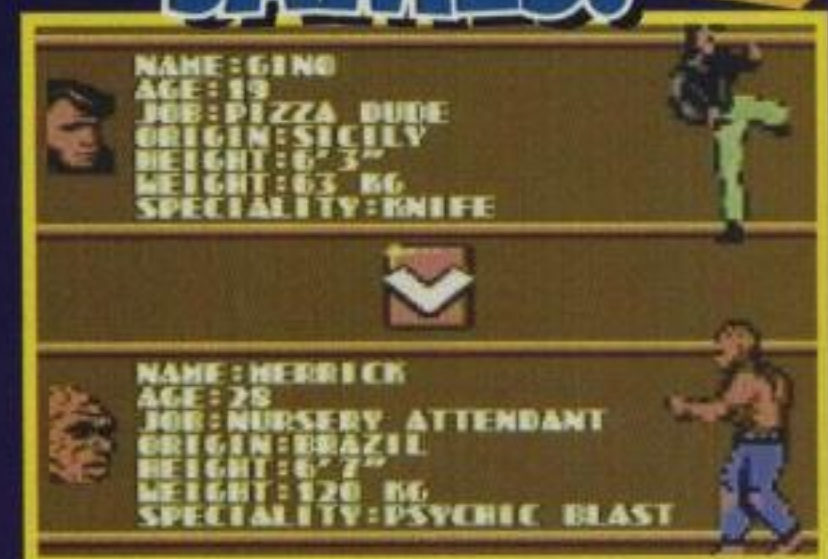 NAME:GINO
AGE:19
JOB:PIZZA DUDE
ORIGIN:SICILY
HEIGHT:6'3"
WEIGHT:63 KG
SPECIALITY:KNIFE
NAME:MERRICK
AGE:28
JOB:NURSERY ATTENDANT
ORIGIN:BRAZIL
HEIGHT:6'7"
WEIGHT:120 KG
SPECIALITY:PSYCHIC BLAST